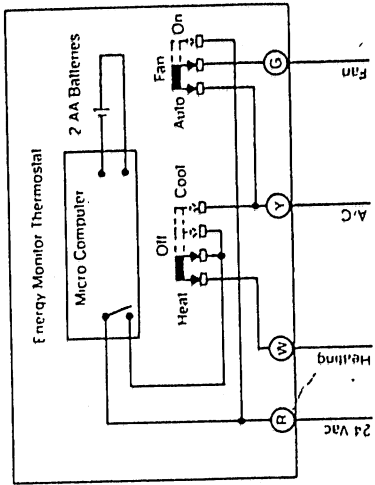 Energy Monitor Thermostat
Micro Computer
2 AA Batteries
Heat
Off
Cool
Auto
Fan
On
R
W
Y
G
24 Vac
Heating
A/C
Fan